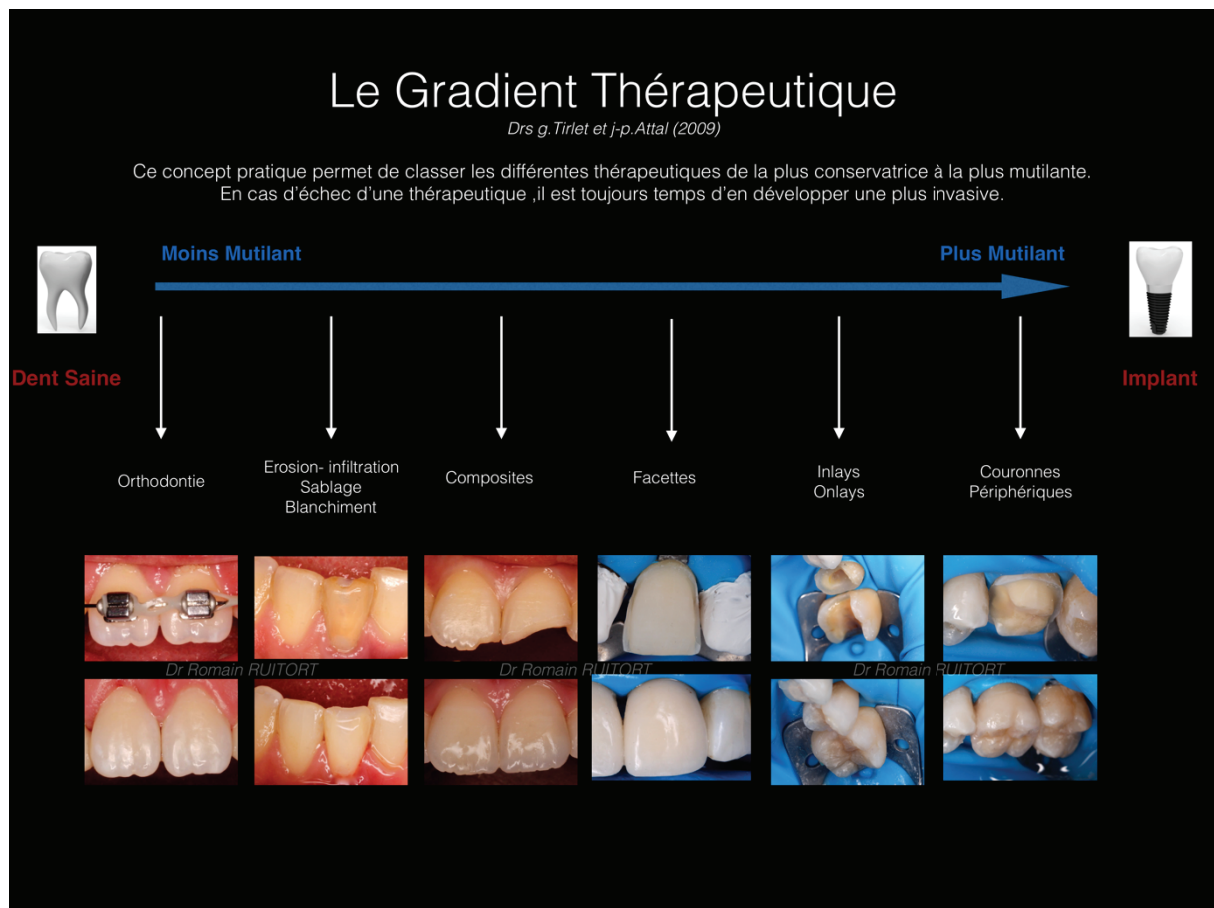 Le Gradient Thérapeutique
Drs g.Tirlet et j-p.Attal (2009)
Ce concept pratique permet de classer les différentes thérapeutiques de la plus conservatrice à la plus mutilante.
En cas d'échec d'une thérapeutique ,il est toujours temps d'en développer une plus invasive.
Moins Mutilant
Plus Mutilant
Dent Saine
Implant
Orthodontie
Erosion- infiltration
Sablage
Blanchiment
Composites
Facettes
Inlays
Onlays
Couronnes
Périphériques
Dr Romain RUITORT
Dr Romain RUITORT
Dr Romain RUITORT